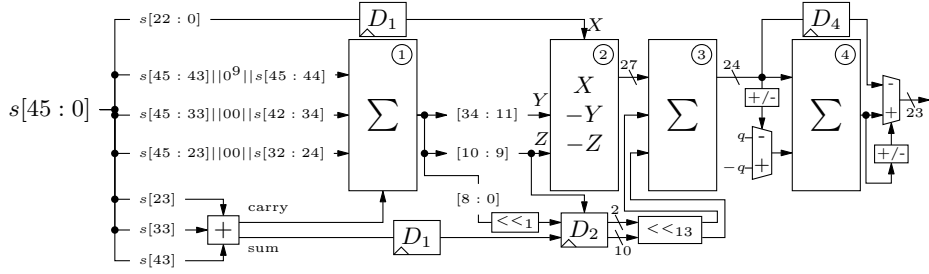 s[22 : 0]
D1
X
①
②
③
④
24
D4
s[45 : 43]||0⁹||s[45 : 44]
27
+/-
-
+
23
s[45 : 0]
s[45 : 33]||00||s[42 : 34]
Σ
[34 : 11]
Y
X
−Y
−Z
Σ
Σ
q
-
−q
+
+/-
s[45 : 23]||00||s[32 : 24]
[10 : 9]
Z
s[23]
carry
[8 : 0]
<<1
D2
2
<<13
s[33]
+
sum
D1
10
s[43]